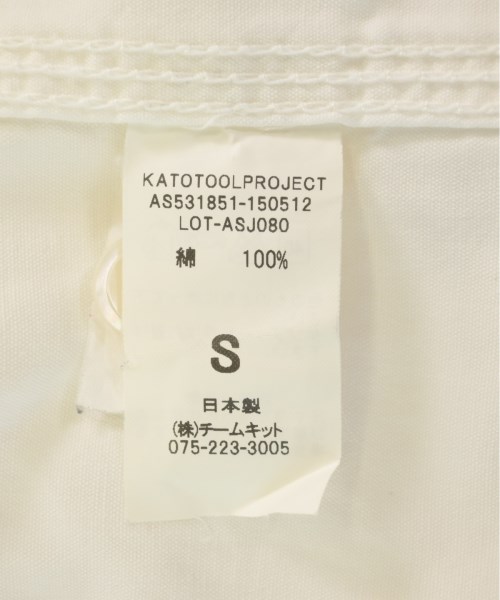 KATOTOOLPROJECT
AS531851-150512
LOT-ASJ080
綿 100%
S
日本製
(株)チームキット
075-223-3005